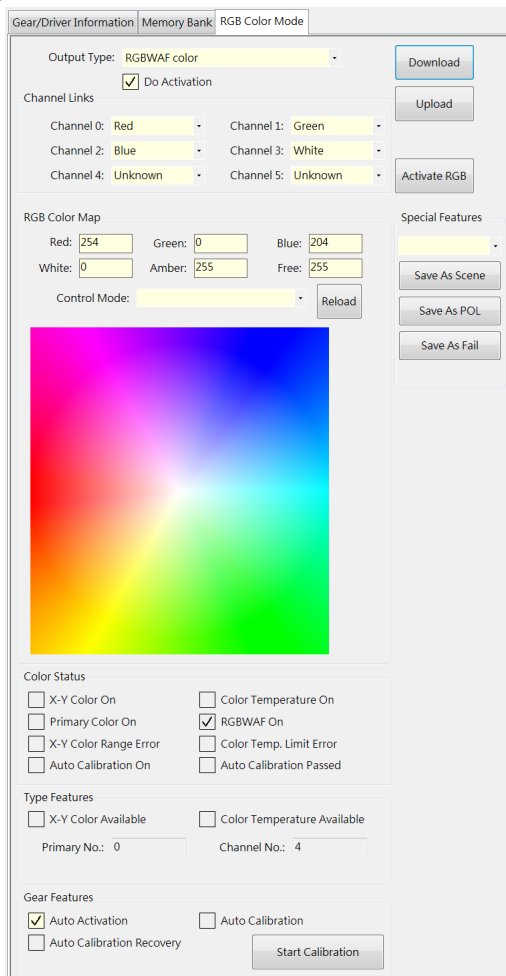 Gear/Driver Information Memory Bank RGB Color Mode
Output Type: RGBWAF color
Download
Do Activation
Channel Links
Upload
Channel 0: Red Channel 1: Green
Channel 2: Blue Channel 3: White
Channel 4: Unknown Channel 5: Unknown
Activate RGB
RGB Color Map
Special Features
Red: 254 Green: 0 Blue: 204
White: 0 Amber: 255 Free: 255
Save As Scene
Control Mode:
Reload
Save As POL
Save As Fail
Color Status
X-Y Color On Color Temperature On
Primary Color On RGBWAF On
X-Y Color Range Error Color Temp. Limit Error
Auto Calibration On Auto Calibration Passed
Type Features
X-Y Color Available Color Temperature Available
Primary No.: 0 Channel No.: 4
Gear Features
Auto Activation Auto Calibration
Auto Calibration Recovery
Start Calibration